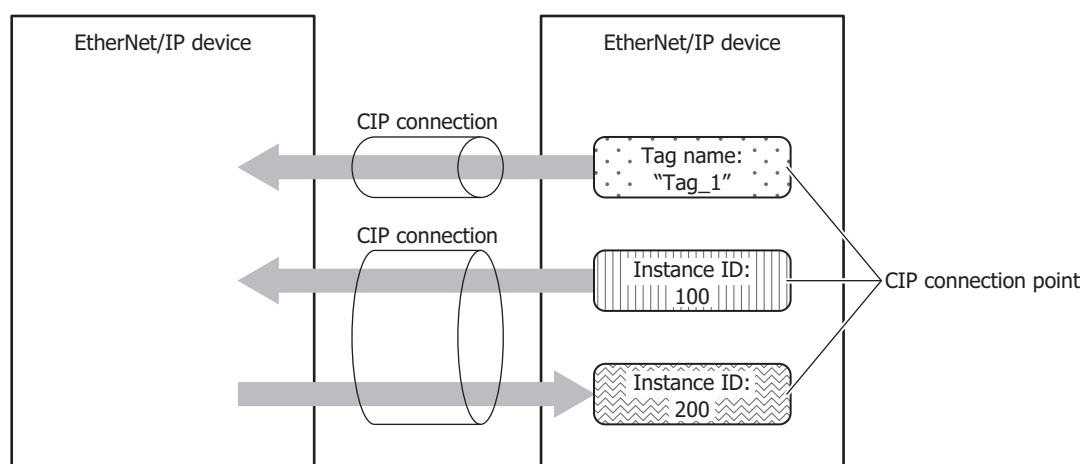 EtherNet/IP device
EtherNet/IP device
CIP connection
Tag name:
“Tag_1”
CIP connection
Instance ID:
100
CIP connection point
Instance ID:
200